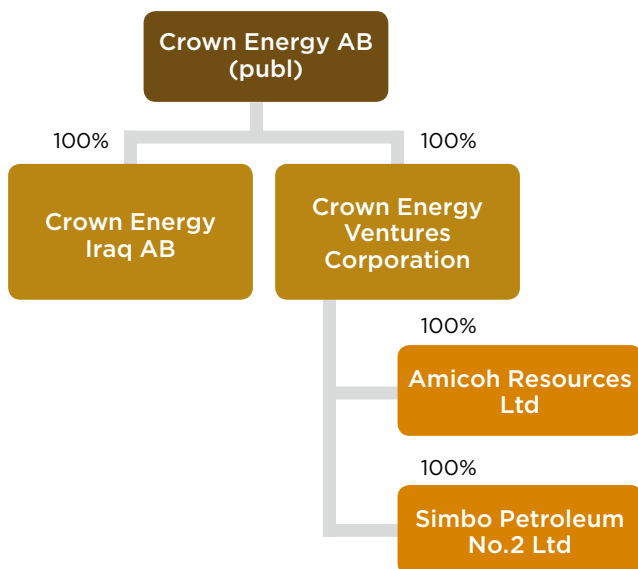 Crown Energy AB
(publ)
100%
100%
Crown Energy
Iraq AB
Crown Energy
Ventures
Corporation
100%
Amicoh Resources
Ltd
100%
Simbo Petroleum
No.2 Ltd